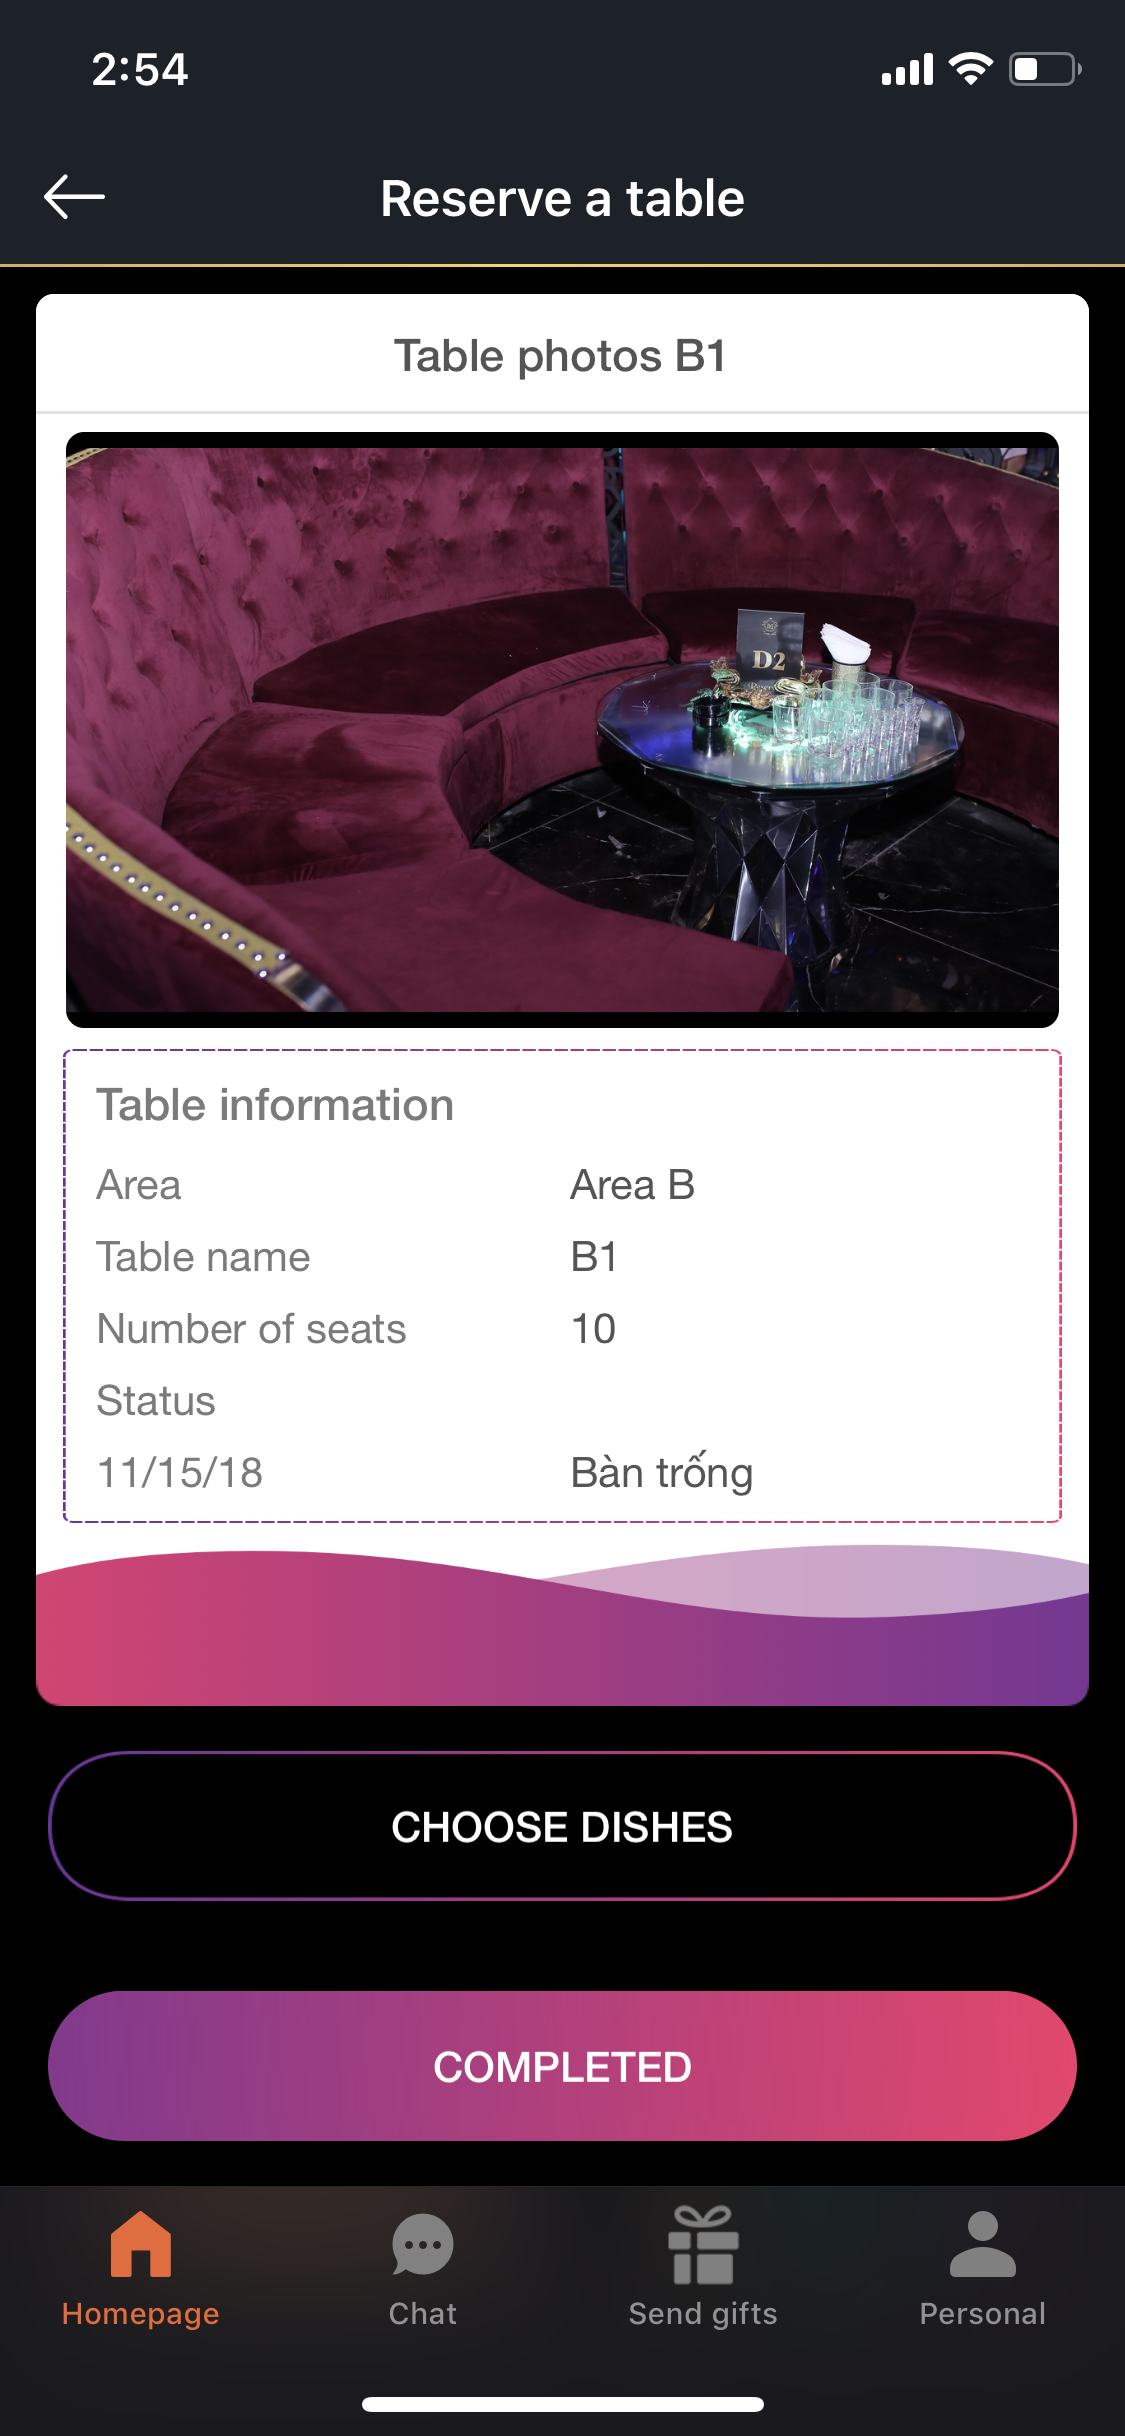 2:54
Reserve a table
Table photos B1
D2
Table information
Area Area B
Table name B1
Number of seats 10
Status
11/15/18 Bàn trống
CHOOSE DISHES
COMPLETED
Homepage Chat Send gifts Personal